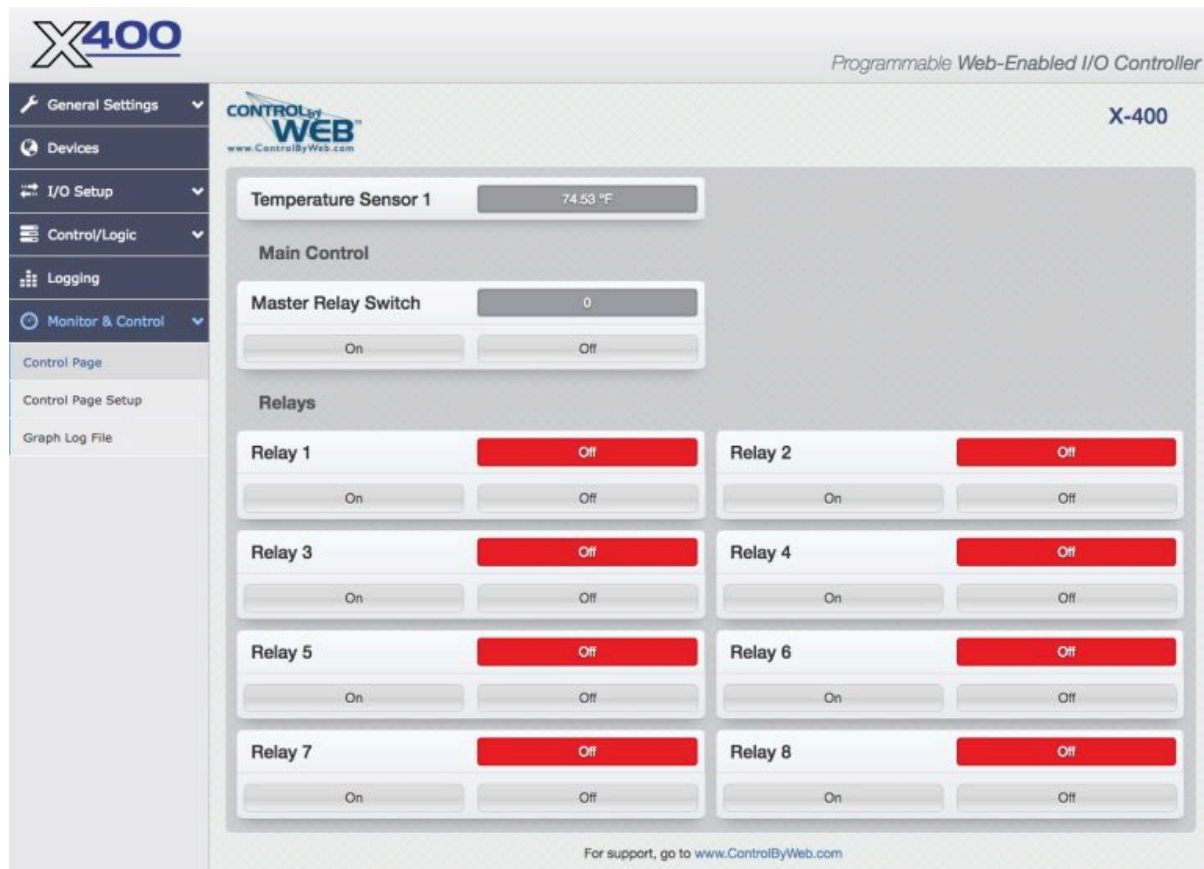 X400
Programmable Web-Enabled I/O Controller
General Settings
Devices
I/O Setup
Control/Logic
Logging
Monitor & Control
Control Page
Control Page Setup
Graph Log File
CONTROL by
WEB™
www.ControlByWeb.com
X-400
Temperature Sensor 1 74.53 °F
Main Control
Master Relay Switch 0
On Off
Relays
Relay 1 Off Relay 2 Off
On Off On Off
Relay 3 Off Relay 4 Off
On Off On Off
Relay 5 Off Relay 6 Off
On Off On Off
Relay 7 Off Relay 8 Off
On Off On Off
For support, go to www.ControlByWeb.com